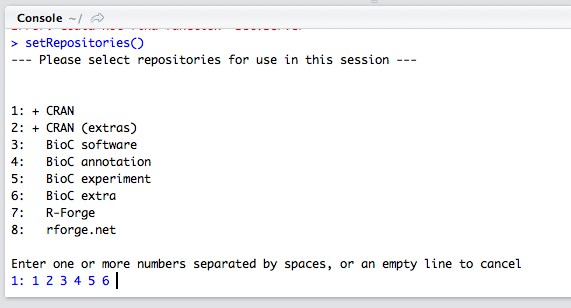 Console ~/
> setRepositories()
--- Please select repositories for use in this session ---
1: + CRAN
2: + CRAN (extras)
3:   BioC software
4:   BioC annotation
5:   BioC experiment
6:   BioC extra
7:   R-Forge
8:   rforge.net
Enter one or more numbers separated by spaces, or an empty line to cancel
1: 1 2 3 4 5 6